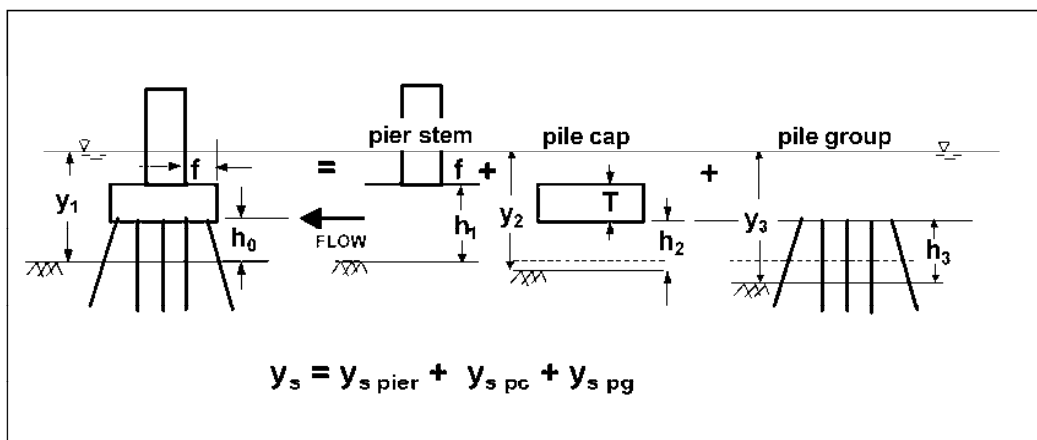 pier stem
pile cap
pile group
f
=
f
+
+
y1
T
y2
y3
h0
FLOW
h1
h2
h3
ys = ys pier + ys pc + ys pg